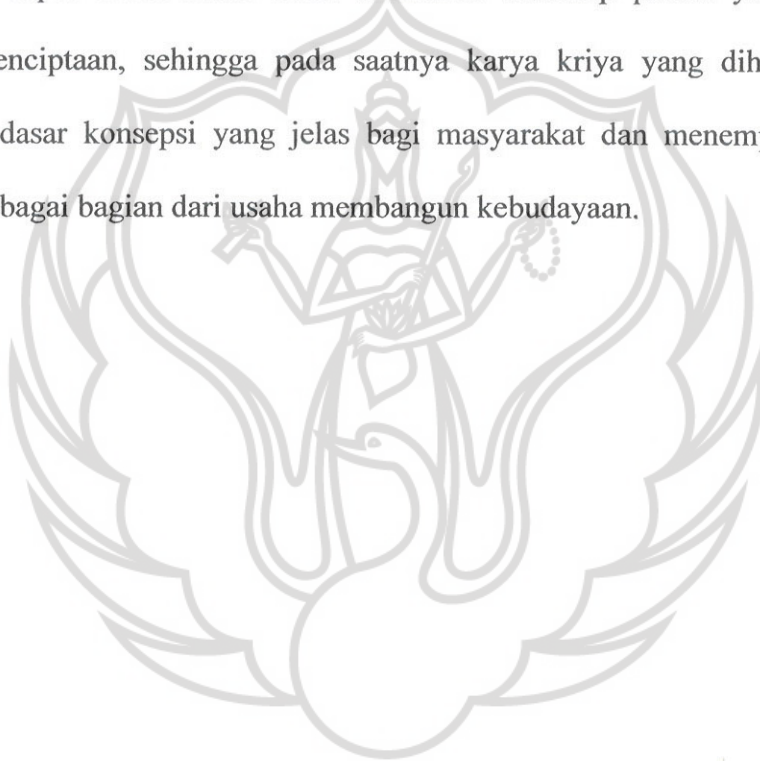 enciptaan, sehingga pada saatnya karya kriya yang dih
dasar konsepsi yang jelas bagi masyarakat dan menemp
bagai bagian dari usaha membangun kebudayaan.